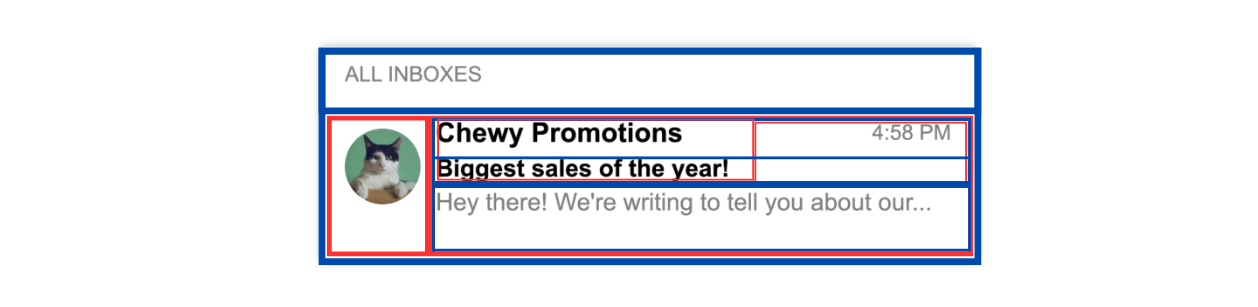 ALL INBOXES
Chewy Promotions 4:58 PM
Biggest sales of the year!
Hey there! We're writing to tell you about our...